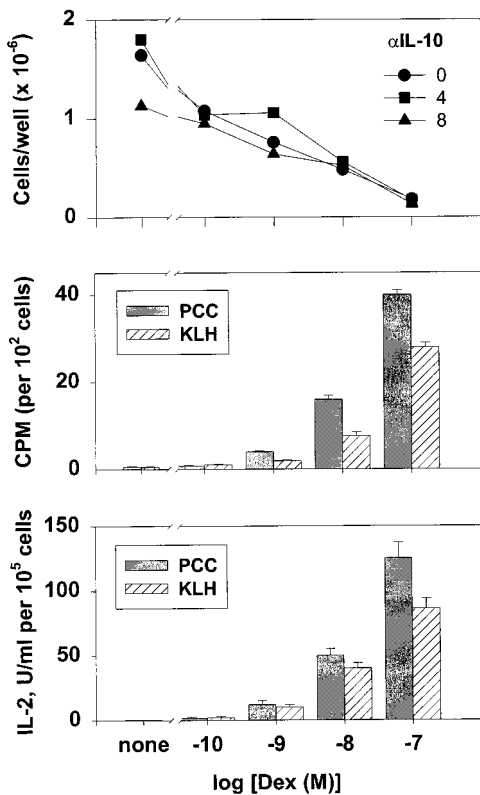 2
αIL-10
0
4
8
1
0
Cells/well (x 10⁻⁶)
40
PCC
KLH
20
0
CPM (per 10² cells)
150
PCC
KLH
100
50
0
IL-2, U/ml per 10⁵ cells
none -10 -9 -8 -7
log [Dex (M)]